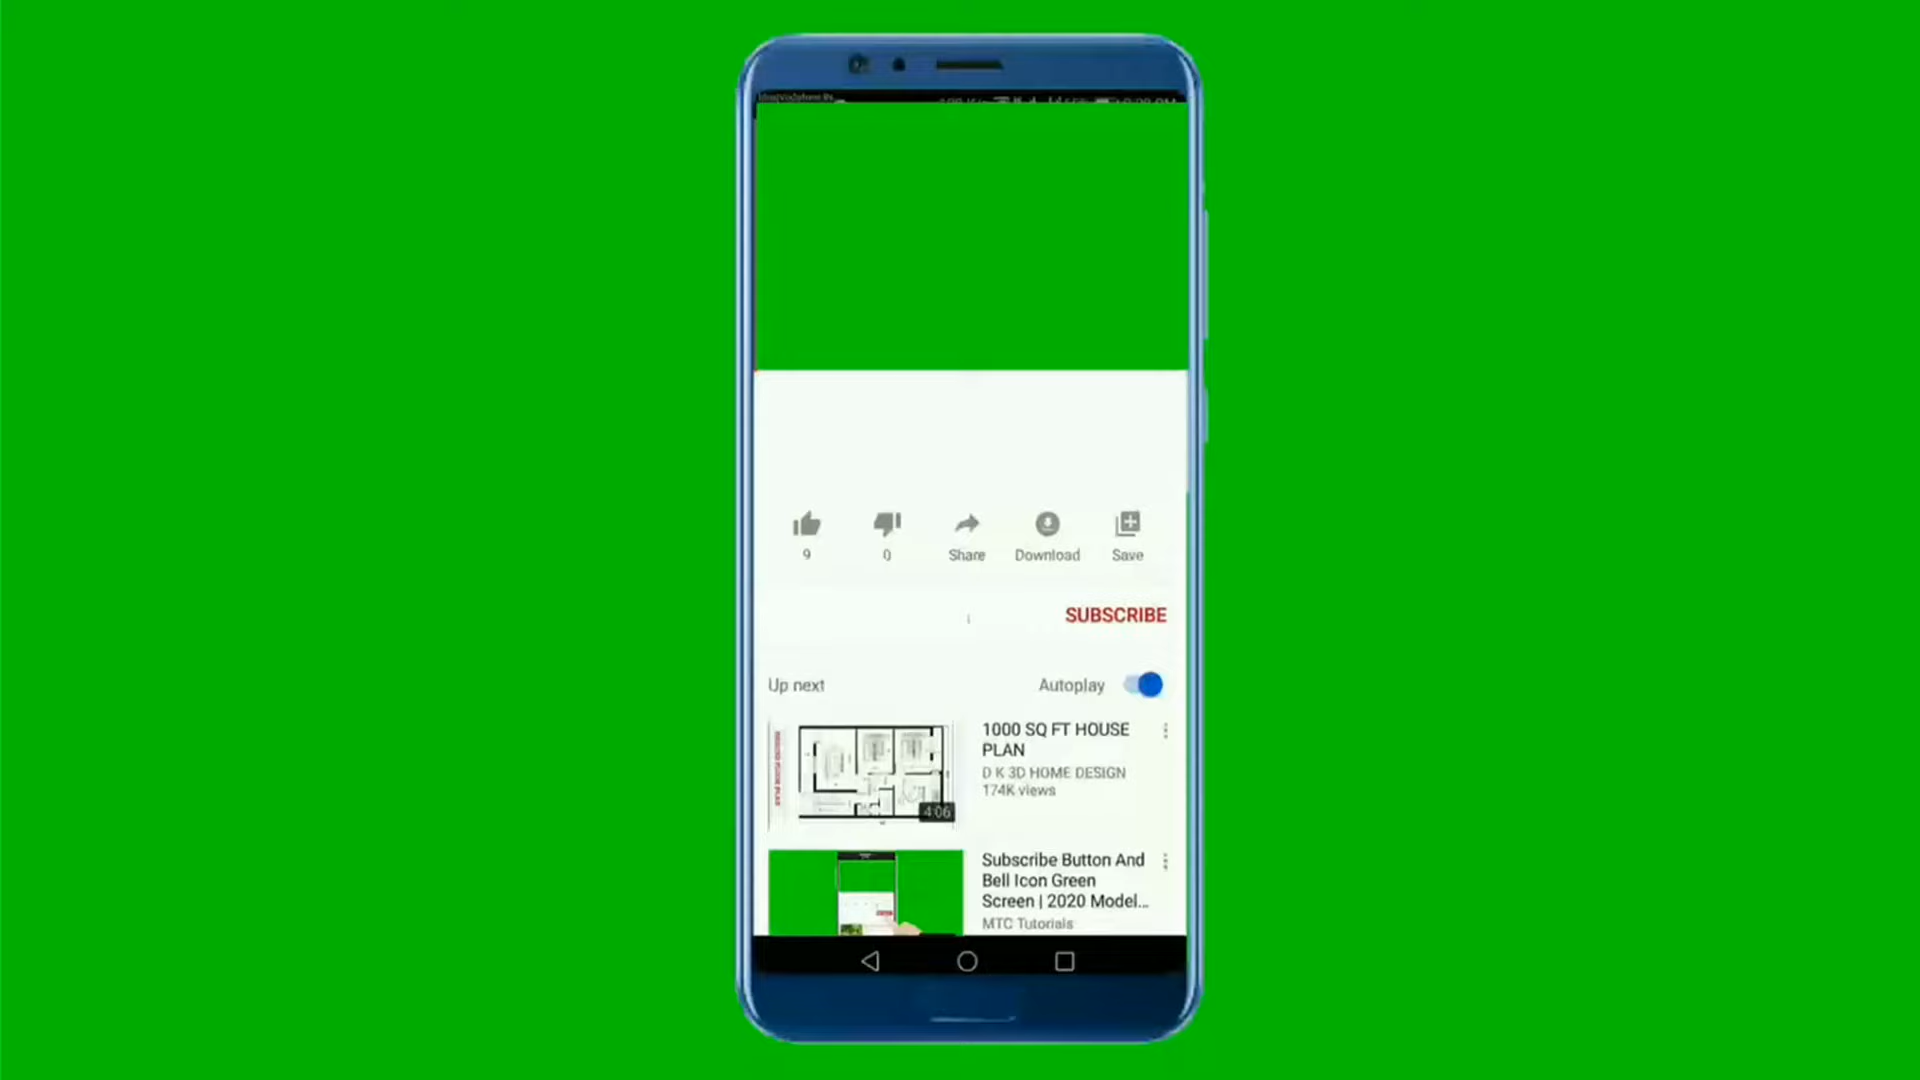 9
0
Share
Download
Save
SUBSCRIBE
Up next
Autoplay
1000 SQ FT HOUSE
PLAN
D K 3D HOME DESIGN
174K views
4:06
Subscribe Button And
Bell Icon Green
Screen | 2020 Model...
MTC Tutorials